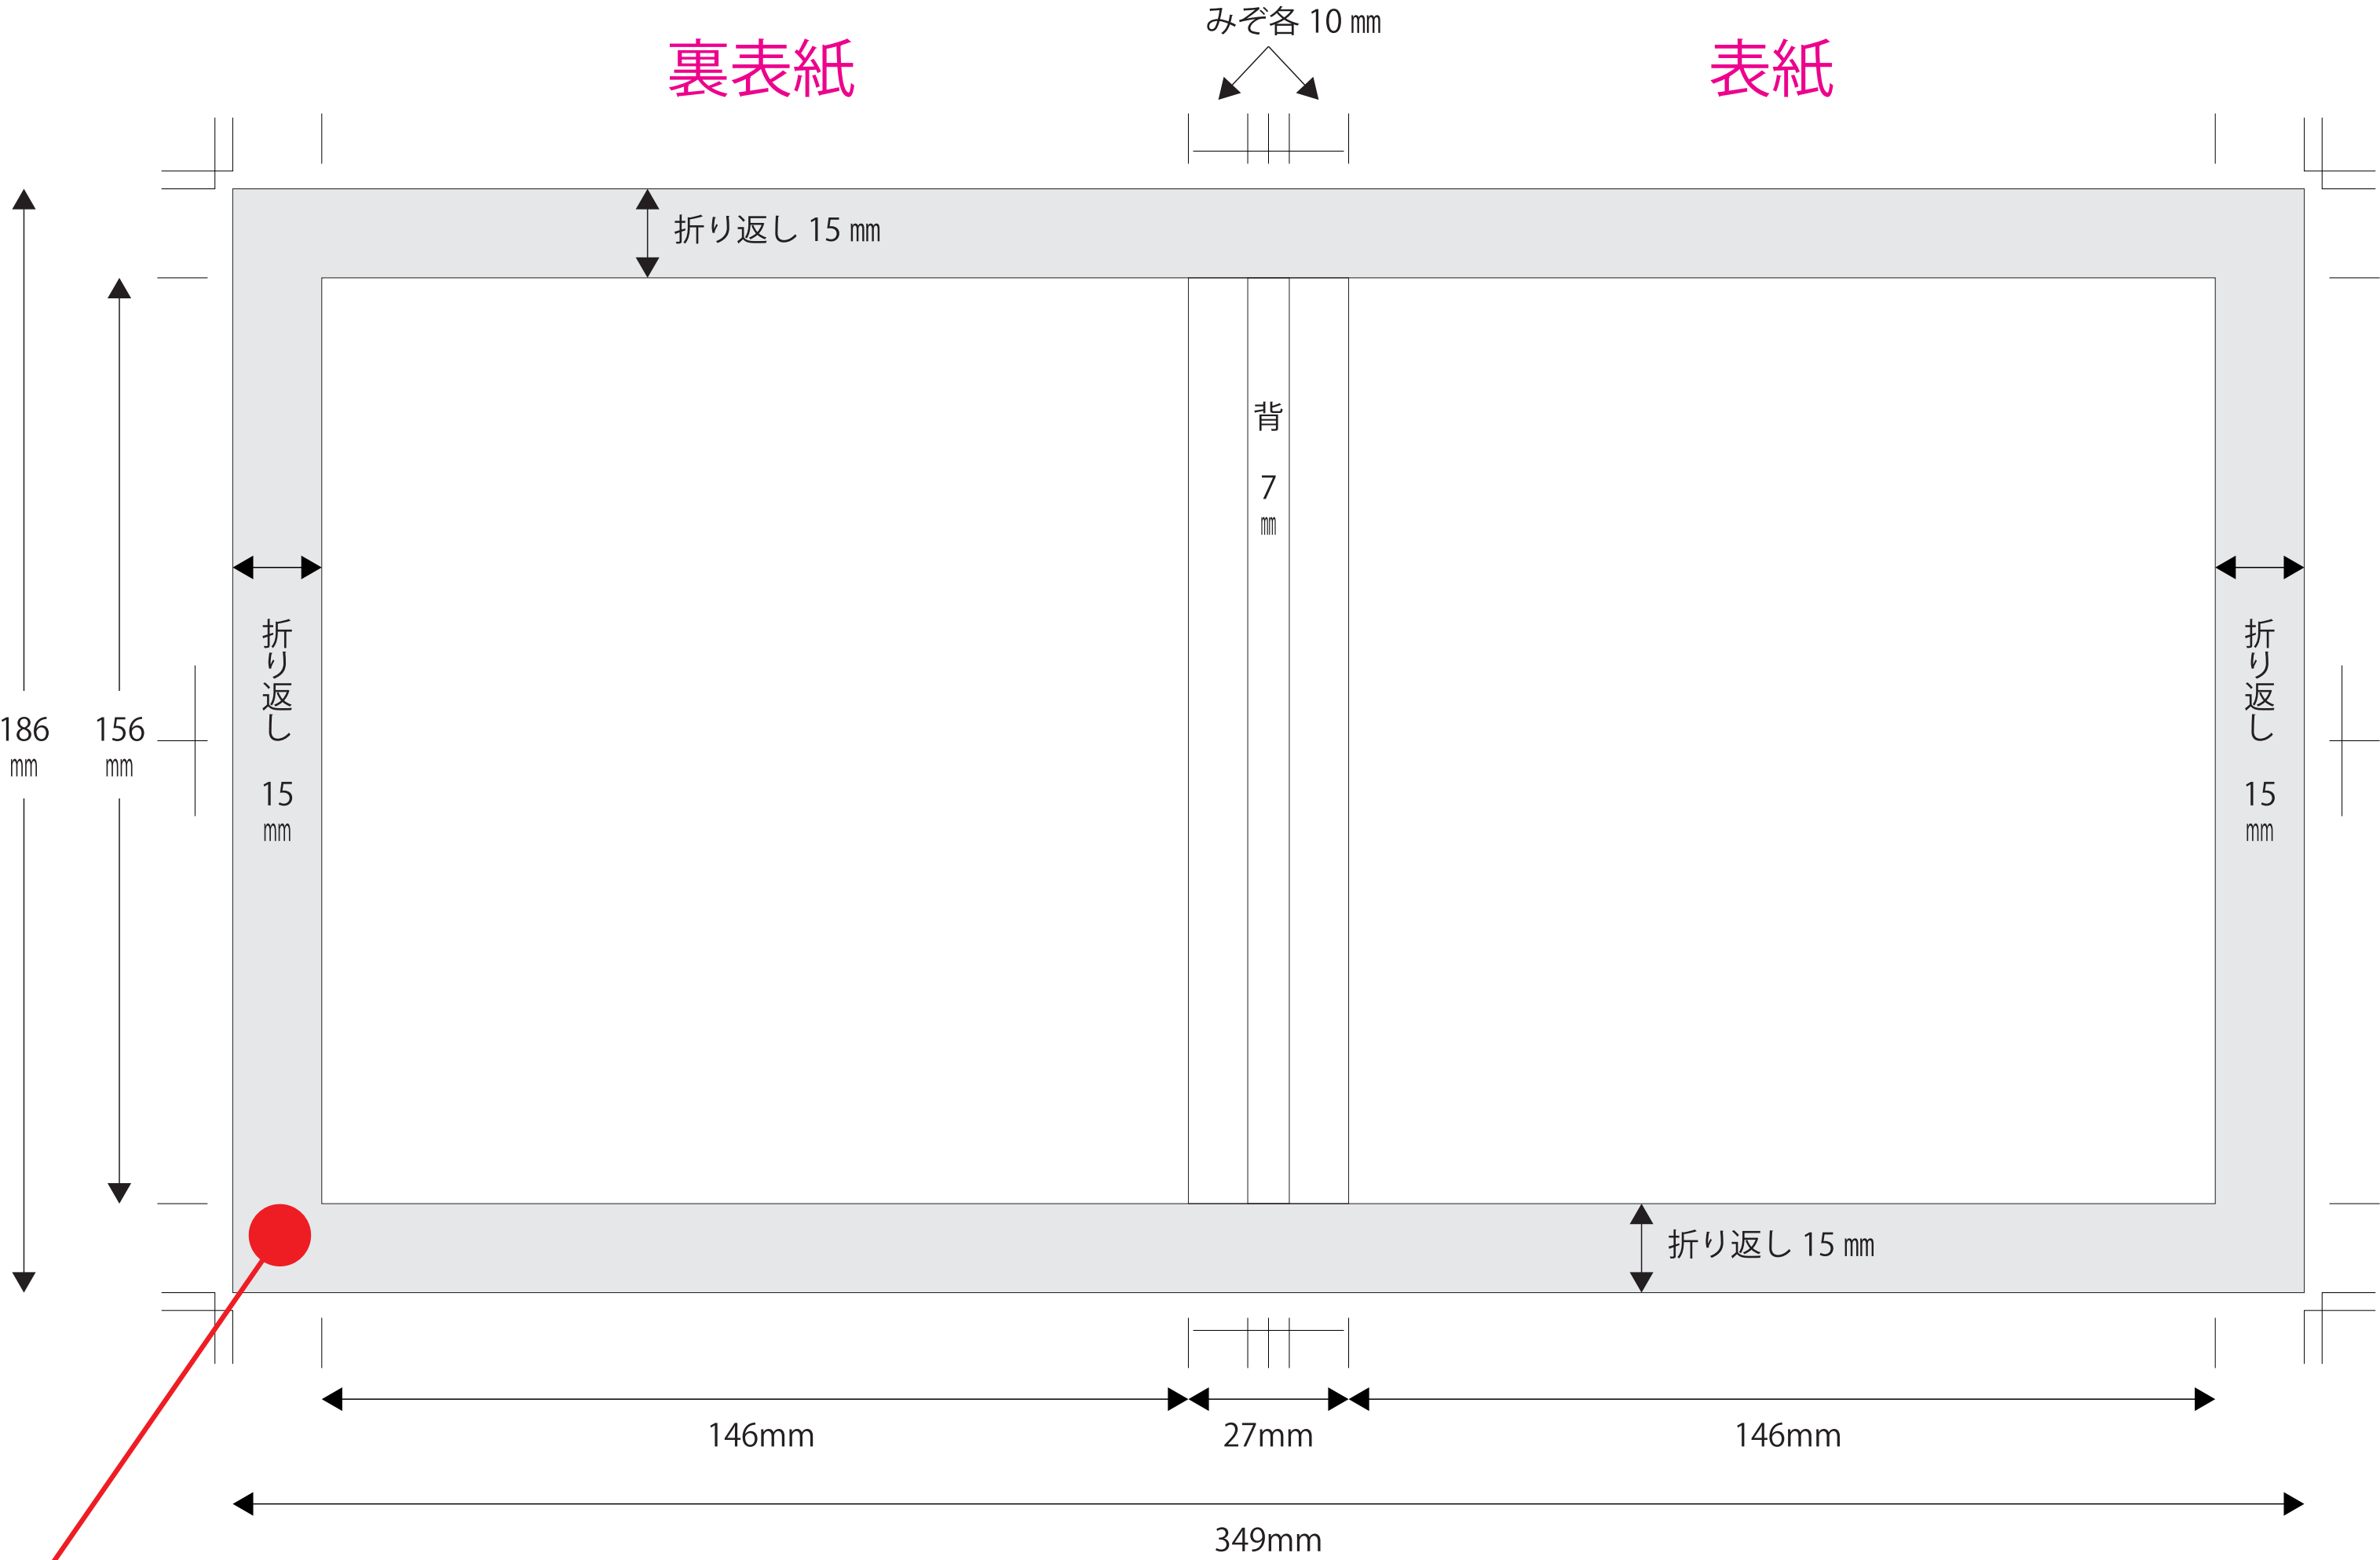 みぞ各 10 ㎜
裏表紙
表紙
折り返し 15 ㎜
背 7 ㎜
折り返し 15 ㎜
折り返し 15 ㎜
186 ㎜
156 ㎜
折り返し 15 ㎜
146mm
27mm
146mm
349mm